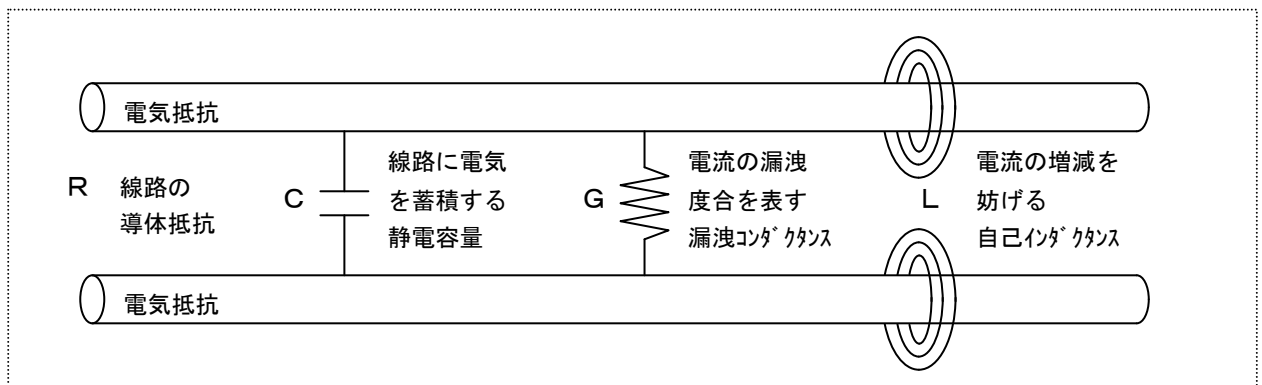 電気抵抗
R 線路の
導体抵抗
C
線路に電気
を蓄積する
静電容量
G
電流の漏洩
度合を表す
漏洩コンダクタンス
L
電流の増減を
妨げる
自己インダクタンス
電気抵抗